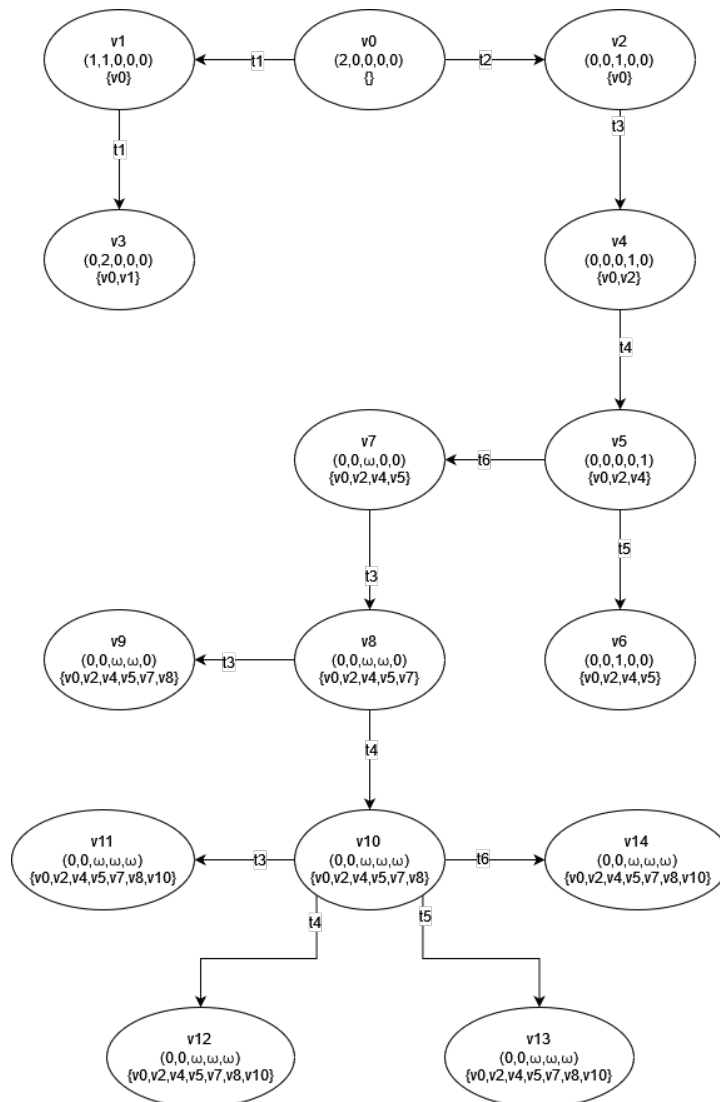 v1
(1,1,0,0,0)
{v0}
t1
v0
(2,0,0,0,0)
{}
t2
v2
(0,0,1,0,0)
{v0}
t1
t3
v3
(0,2,0,0,0)
{v0,v1}
v4
(0,0,0,1,0)
{v0,v2}
t4
v7
(0,0,ω,0,0)
{v0,v2,v4,v5}
t6
v5
(0,0,0,0,1)
{v0,v2,v4}
t3
t5
v9
(0,0,ω,ω,0)
{v0,v2,v4,v5,v7,v8}
t3
v8
(0,0,ω,ω,0)
{v0,v2,v4,v5,v7}
v6
(0,0,1,0,0)
{v0,v2,v4,v5}
t4
v11
(0,0,ω,ω,ω)
{v0,v2,v4,v5,v7,v8,v10}
t3
v10
(0,0,ω,ω,ω)
{v0,v2,v4,v5,v7,v8}
t6
v14
(0,0,ω,ω,ω)
{v0,v2,v4,v5,v7,v8,v10}
t4
t5
v12
(0,0,ω,ω,ω)
{v0,v2,v4,v5,v7,v8,v10}
v13
(0,0,ω,ω,ω)
{v0,v2,v4,v5,v7,v8,v10}